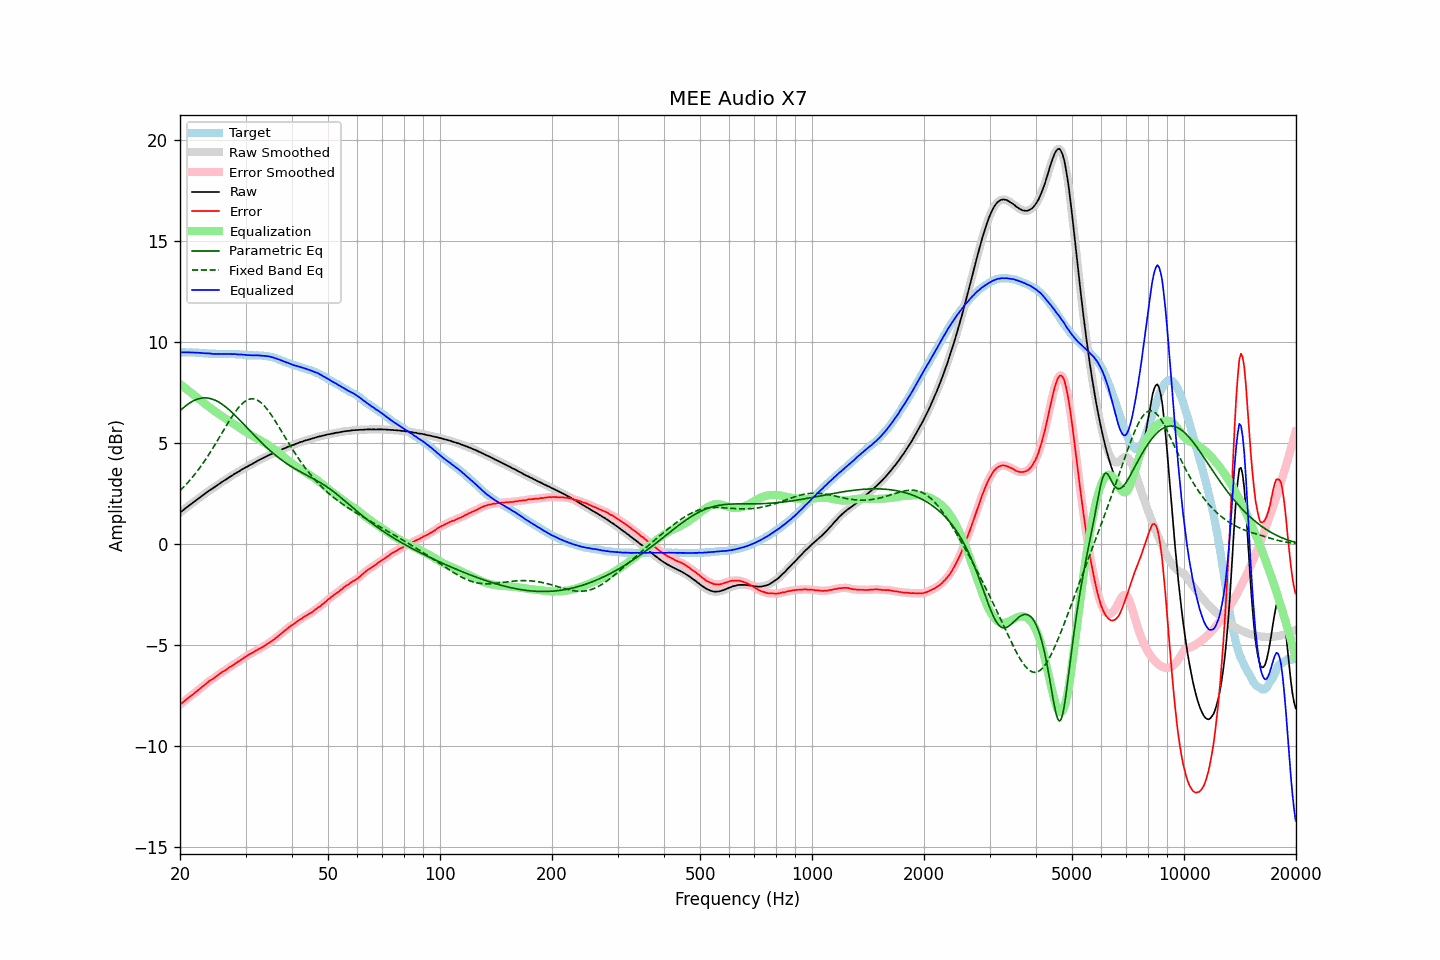 MEE Audio X7
Target
Raw Smoothed
Error Smoothed
Raw
Error
Equalization
Parametric Eq
Fixed Band Eq
Equalized
Amplitude (dBr)
20
15
10
5
0
−5
−10
−15
20 50 100 200 500 1000 2000 5000 10000 20000
Frequency (Hz)